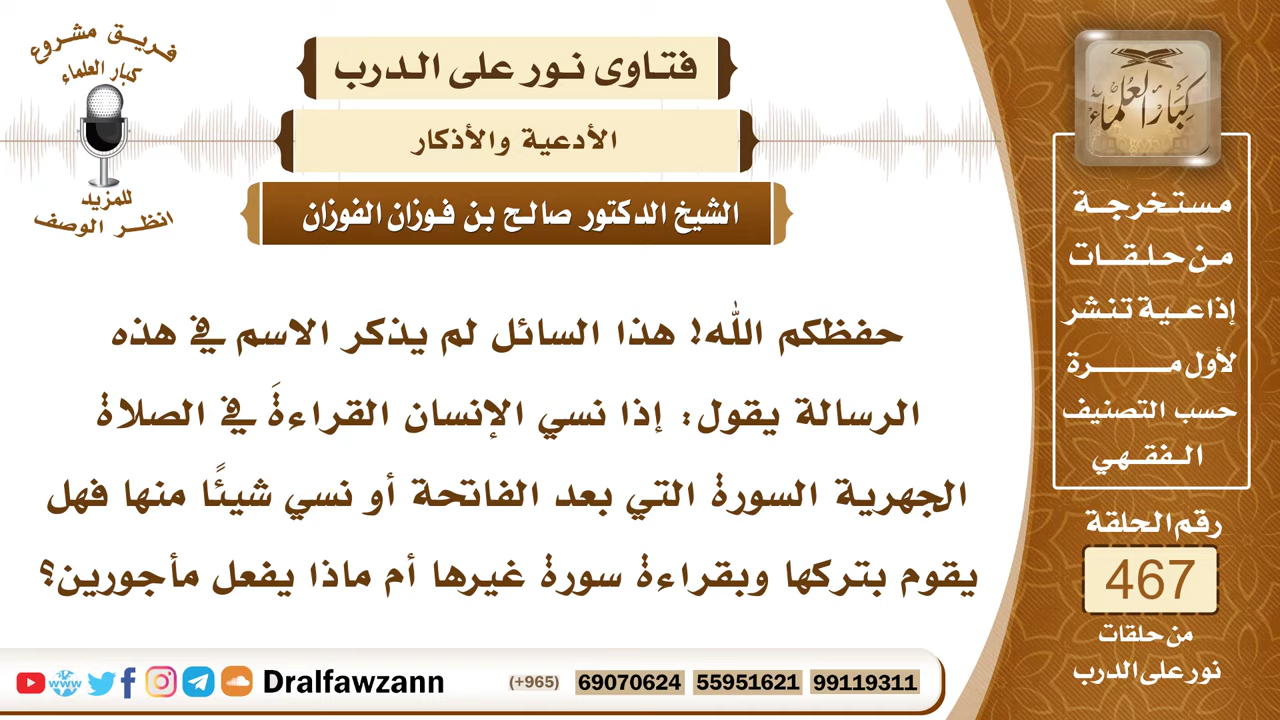 فتاوى نور على الدرب
الأدعية والأذكار
الشيخ الدكتور صالح بن فوزان الفوزان
حفظكم الله! هذا السائل لم يذكر الاسم في هذه
الرسالة يقول: إذا نسي الإنسان القراءةَ في الصلاة
الجهرية السورة التي بعد الفاتحة أو نسي شيئًا منها فهل
يقوم بتركها وبقراءة سورة غيرها أم ماذا يفعل مأجورين؟
كبار العلماء
مستخرجة
من حلقات
إذاعية تنشر
لأول مرة
حسب التصنيف
الفقهي
رقم الحلقة
467
من حلقات
نور على الدرب
فريق مشروع
كبار العلماء
للمزيد
انظر الوصف
www
Dralfawzann
(+965) 69070624 55951621 99119311